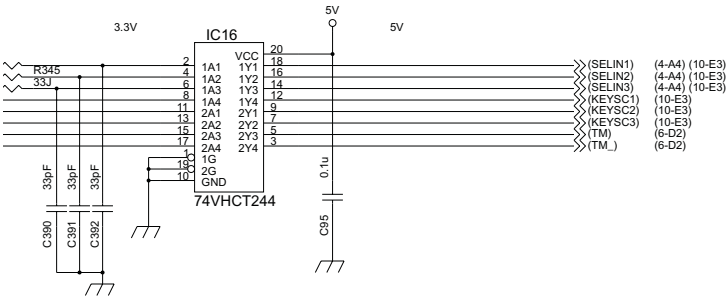 5V
3.3V
IC16
5V
20
VCC
2
1A1
1Y1
18
(SELIN1)
(4-A4) (10-E3)
R345
4
1A2
1Y2
16
(SELIN2)
(4-A4) (10-E3)
33J
6
1A3
1Y3
14
(SELIN3)
(4-A4) (10-E3)
8
1A4
1Y4
12
(KEYSC1)
(10-E3)
11
2A1
2Y1
9
(KEYSC2)
(10-E3)
13
2A2
2Y2
7
(KEYSC3)
(10-E3)
15
2A3
2Y3
5
(TM)
(6-D2)
17
2A4
2Y4
3
(TM_)
(6-D2)
1
1G
19
2G
10
GND
74VHCT244
33pF
33pF
33pF
0.1u
C390
C391
C392
C95